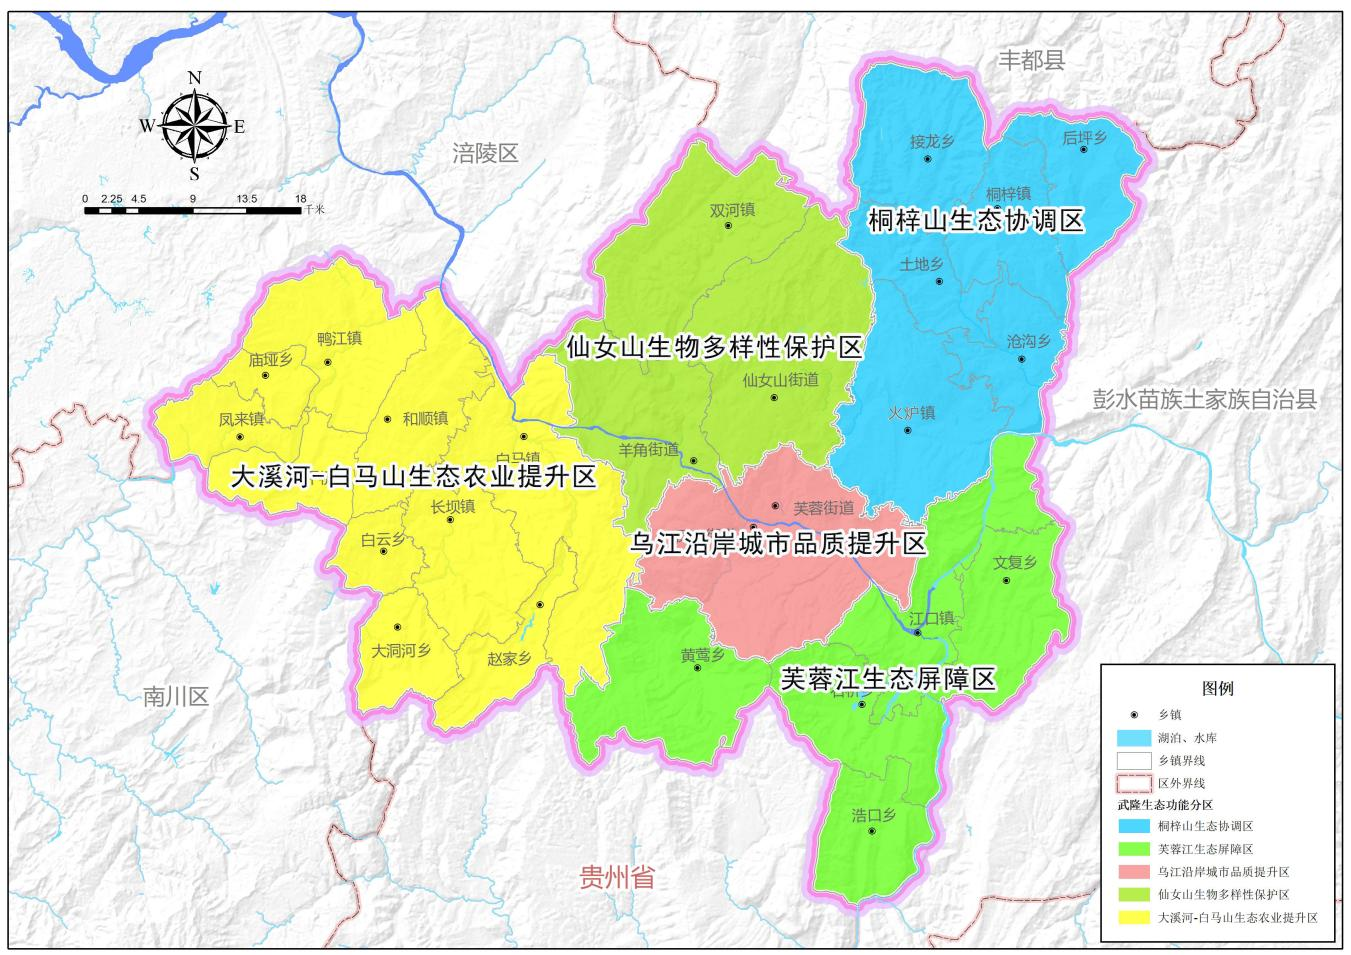 丰都县
N
W
E
S
涪陵区
0 2.25 4.5 9 13.5 18
千米
接龙乡
后坪乡
桐梓镇
双河镇
桐梓山生态协调区
土地乡
鸭江镇
庙垭乡
仙女山生物多样性保护区
沧沟乡
仙女山街道
彭水苗族土家族自治县
凤来镇
和顺镇
火炉镇
羊角街道
白马镇
大溪河-白马山生态农业提升区
长坝镇
芙蓉街道
白云乡
乌江沿岸城市品质提升区
文复乡
江口镇
大洞河乡
赵家乡
黄莺乡
芙蓉江生态屏障区
南川区
浩口乡
贵州省
图例
乡镇
湖泊、水库
乡镇界线
区外界线
武隆生态功能分区
桐梓山生态协调区
芙蓉江生态屏障区
乌江沿岸城市品质提升区
仙女山生物多样性保护区
大溪河-白马山生态农业提升区